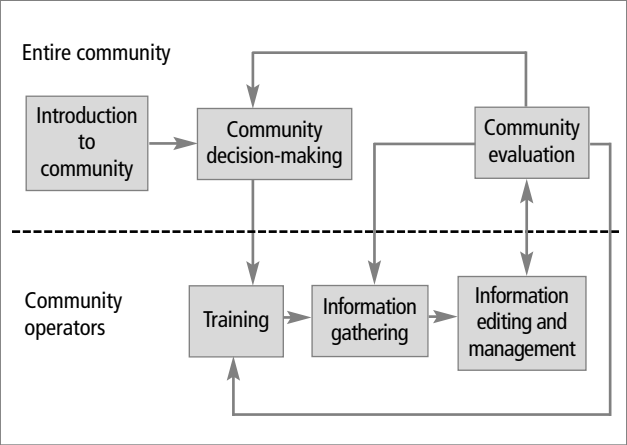 Entire community
Introduction
to
community
Community
decision-making
Community
evaluation
Community
operators
Training
Information
gathering
Information
editing and
management